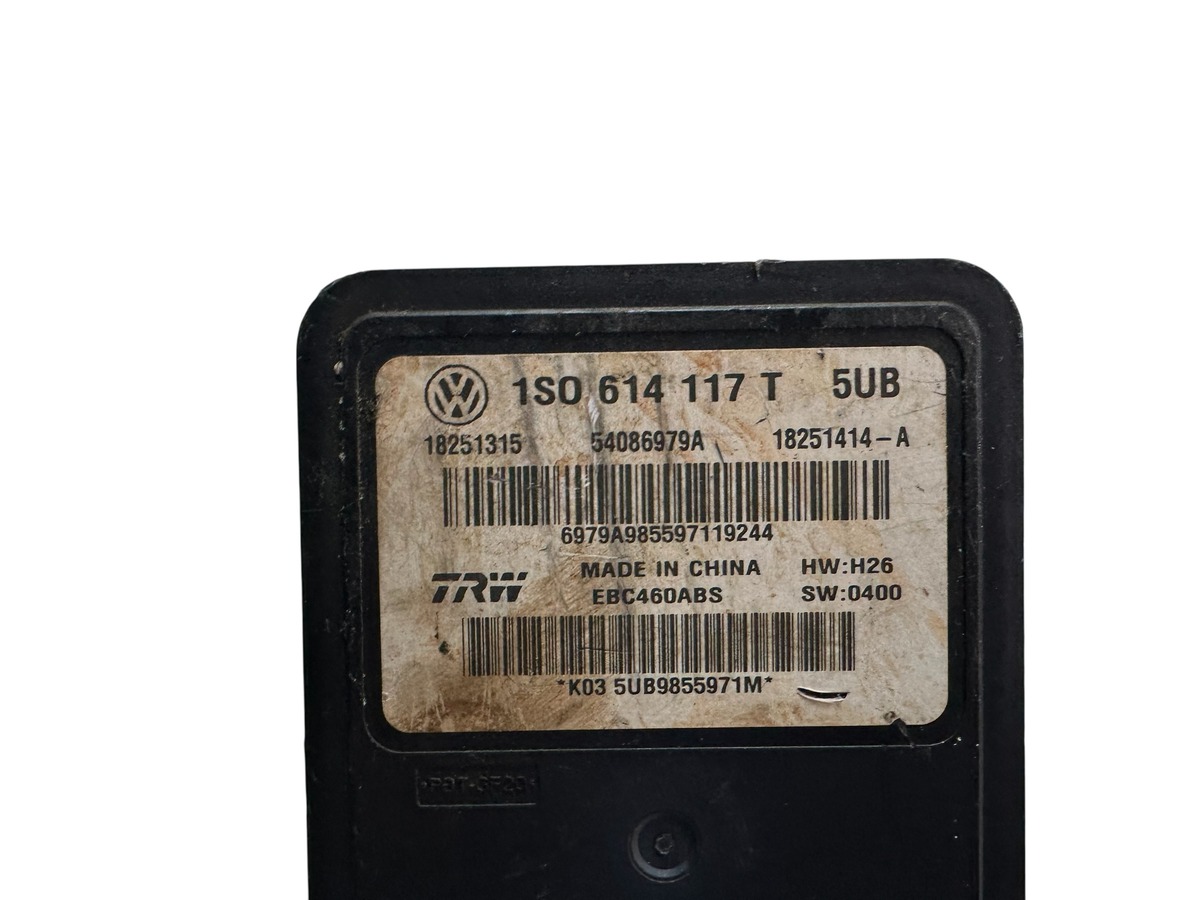 1S0 614 117 T 5UB
18251315 54086979A 18251414-A
6979A985597119244
TRW MADE IN CHINA HW:H26
EBC460ABS SW:0400
*K03 5UB9855971M*